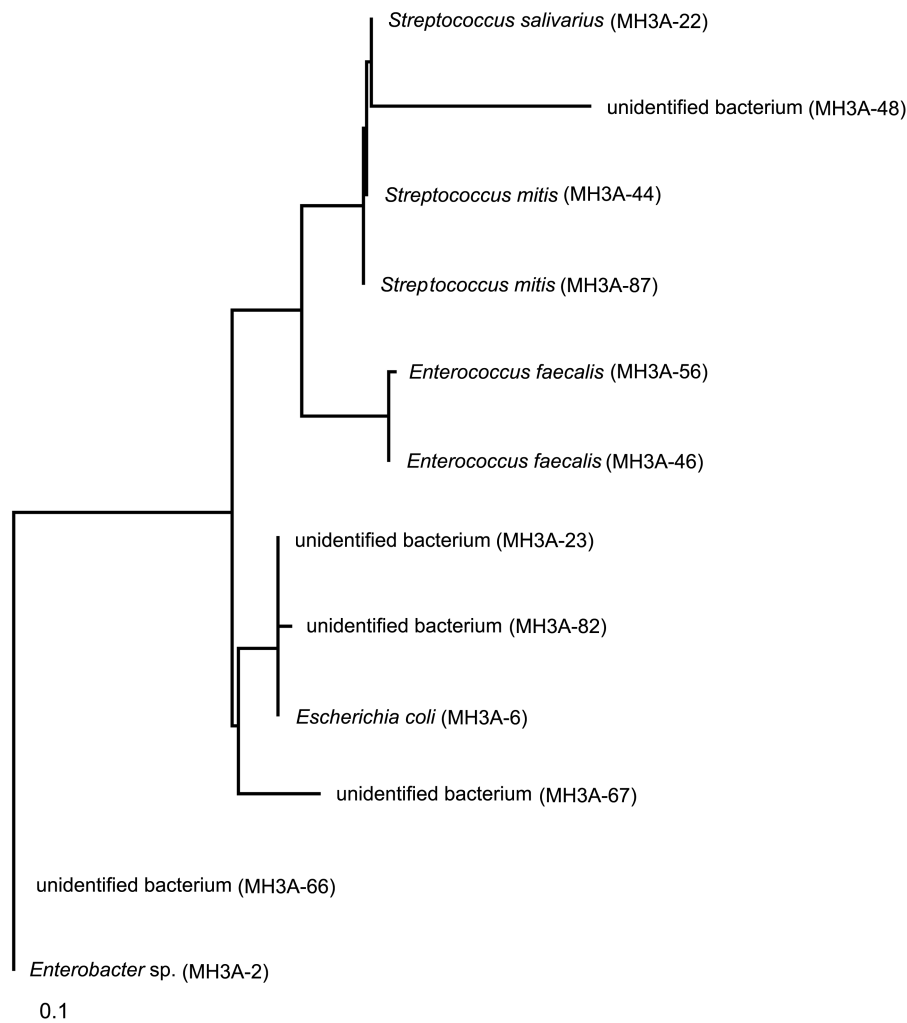 Streptococcus salivarius (MH3A-22)
unidentified bacterium (MH3A-48)
Streptococcus mitis (MH3A-44)
Streptococcus mitis (MH3A-87)
Enterococcus faecalis (MH3A-56)
Enterococcus faecalis (MH3A-46)
unidentified bacterium (MH3A-23)
unidentified bacterium (MH3A-82)
Escherichia coli (MH3A-6)
unidentified bacterium (MH3A-67)
unidentified bacterium (MH3A-66)
Enterobacter sp. (MH3A-2)
0.1